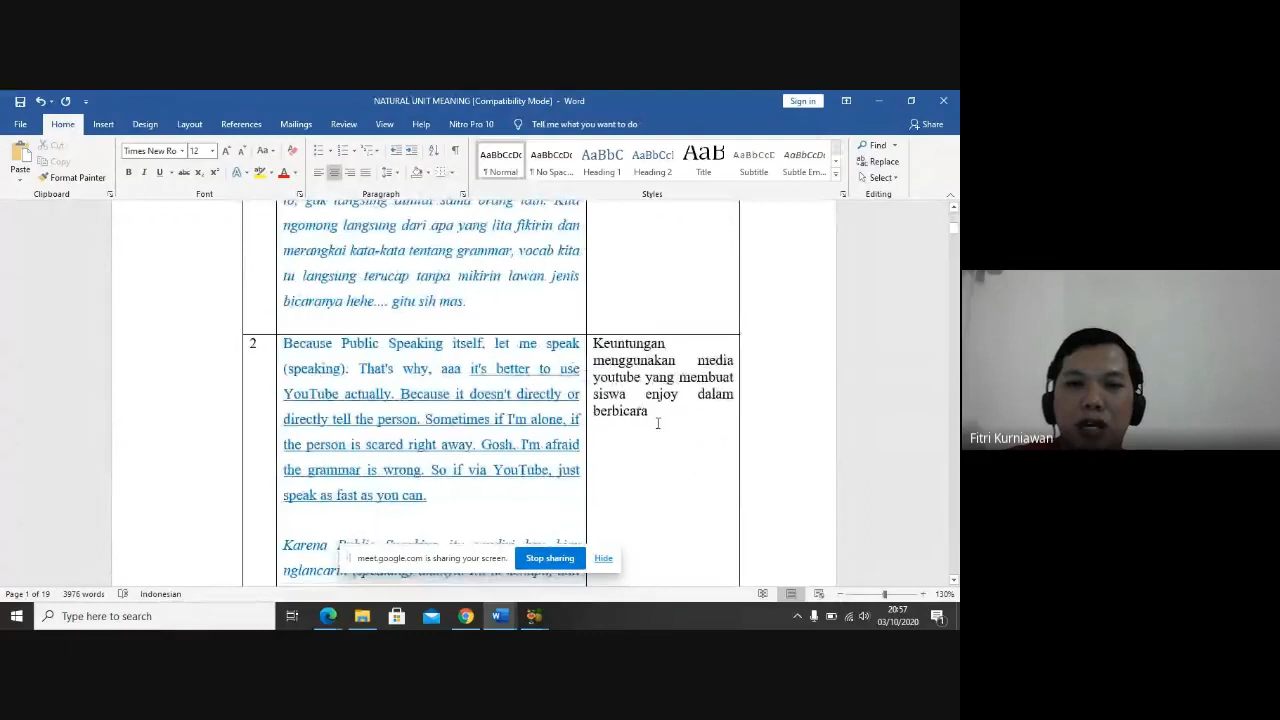 NATURAL UNIT MEANING [Compatibility Mode] - Word
Sign in
File Home Insert Design Layout References Mailings Review View Help Nitro Pro 10 Tell me what you want to do Share
Paste
Cut
Copy
Format Painter
Clipboard
Times New Ro 12
Font
Paragraph
AaBbCcDc AaBbCcDc AaBbC AaBbCcI AaB AaBbCcD AaBbCcDc
¶ Normal ¶ No Spac... Heading 1 Heading 2 Title Subtitle Subtle Em...
Styles
Find
Replace
Select
Editing
ngomong langsung dari apa yang lita fikirin dan
merangkai kata-kata tentang grammar, vocab kita
tu langsung terucap tanpa mikirin lawan jenis
bicaranya hehe.... gitu sih mas.
2
Because Public Speaking itself, let me speak
(speaking). That's why, aaa it's better to use
YouTube actually. Because it doesn't directly or
directly tell the person. Sometimes if I'm alone, if
the person is scared right away. Gosh, I'm afraid
the grammar is wrong. So if via YouTube, just
speak as fast as you can.
Karena
Keuntungan
menggunakan media
youtube yang membuat
siswa enjoy dalam
berbicara
meet.google.com is sharing your screen. Stop sharing Hide
Page 1 of 19 3976 words Indonesian 130%
Type here to search
20:57
03/10/2020
Fitri Kurniawan